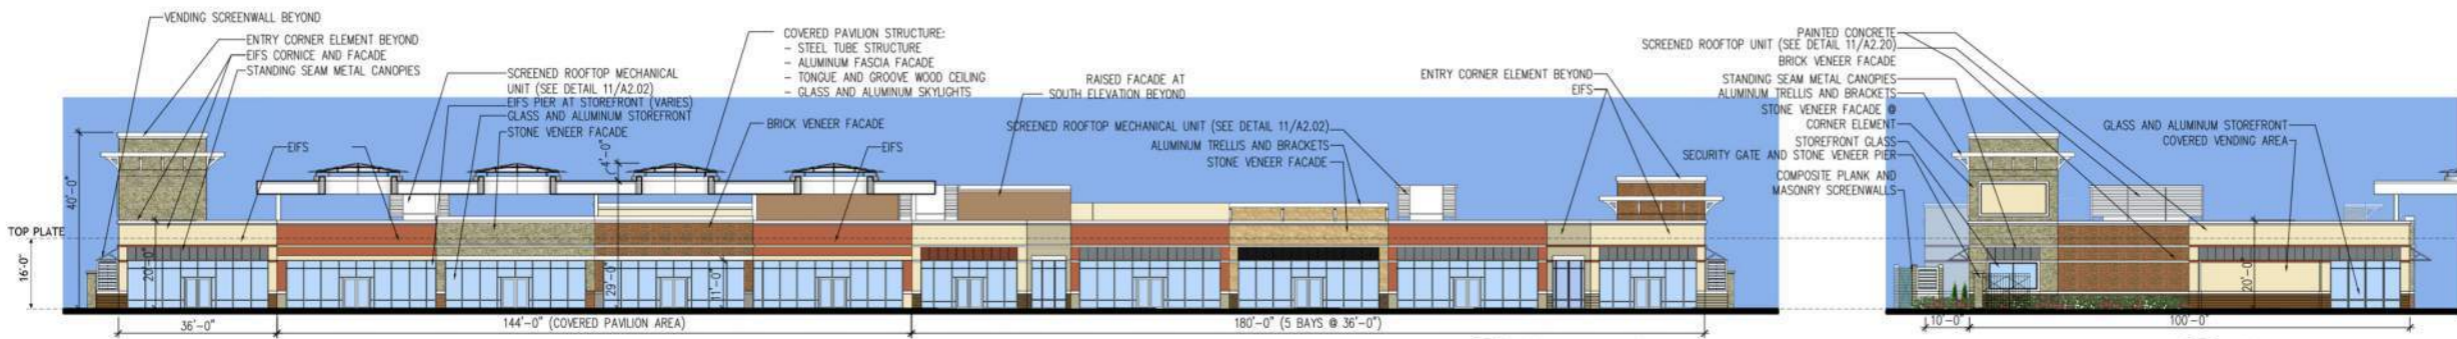 VENDING SCREENWALL BEYOND
ENTRY CORNER ELEMENT BEYOND
EIFS CORNICE AND FACADE
STANDING SEAM METAL CANOPIES
SCREENED ROOFTOP MECHANICAL
UNIT (SEE DETAIL 11/A2.02)
EIFS PIER AT STOREFRONT (VARIES)
GLASS AND ALUMINUM STOREFRONT
STONE VENEER FACADE
COVERED PAVILION STRUCTURE:
- STEEL TUBE STRUCTURE
- ALUMINUM FASCIA FACADE
- TONGUE AND GROOVE WOOD CEILING
- GLASS AND ALUMINUM SKYLIGHTS
BRICK VENEER FACADE
RAISED FACADE AT
SOUTH ELEVATION BEYOND
SCREENED ROOFTOP MECHANICAL UNIT (SEE DETAIL 11/A2.02)
ALUMINUM TRELLIS AND BRACKETS
STONE VENEER FACADE
ENTRY CORNER ELEMENT BEYOND
EIFS
EIFS
EIFS
40'-0"
TOP PLATE
16'-0"
20'-0"
29'-0"
11'-0"
36'-0"
144'-0" (COVERED PAVILION AREA)
180'-0" (5 BAYS @ 36'-0")
PAINTED CONCRETE
SCREENED ROOFTOP UNIT (SEE DETAIL 11/A2.20)
BRICK VENEER FACADE
STANDING SEAM METAL CANOPIES
ALUMINUM TRELLIS AND BRACKETS
STONE VENEER FACADE @
CORNER ELEMENT
STOREFRONT GLASS
SECURITY GATE AND STONE VENEER PIER
COMPOSITE PLANK AND
MASONRY SCREENWALLS
GLASS AND ALUMINUM STOREFRONT
COVERED VENDING AREA
20'-0"
10'-0"
100'-0"